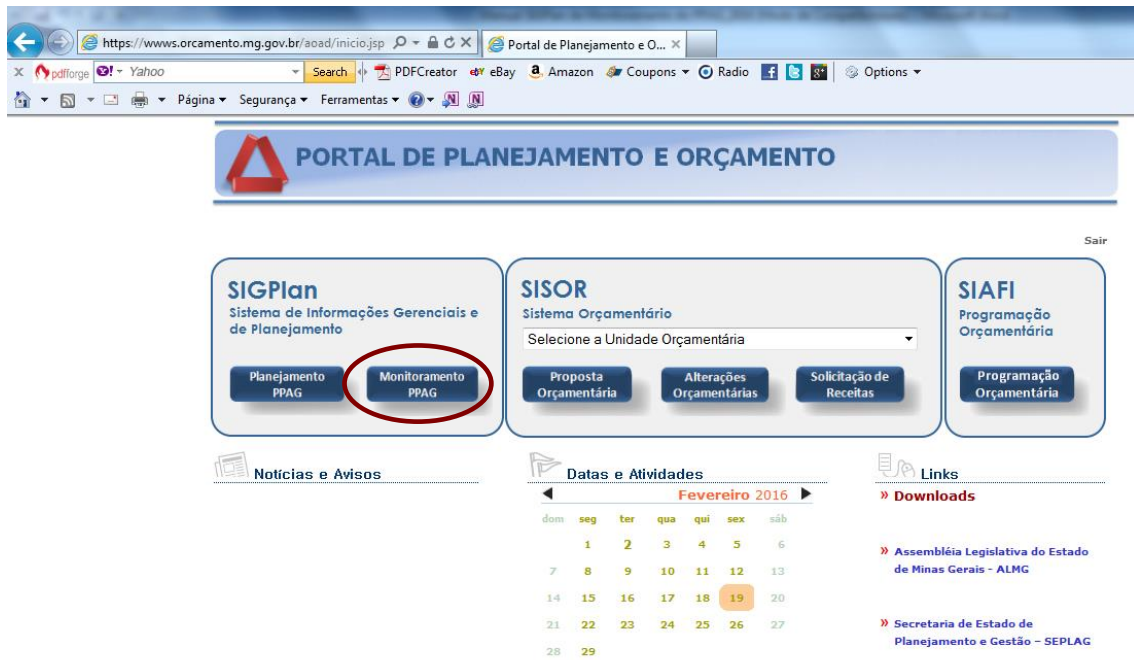 https://wwws.orcamento.mg.gov.br/aoad/inicio.jsp
Portal de Planejamento e O...
pdfforge
Yahoo
Search
PDFCreator
eBay
Amazon
Coupons
Radio
Options
Página
Segurança
Ferramentas
PORTAL DE PLANEJAMENTO E ORÇAMENTO
Sair
SIGPlan
Sistema de Informações Gerenciais e
de Planejamento
Planejamento
PPAG
Monitoramento
PPAG
SISOR
Sistema Orçamentário
Selecione a Unidade Orçamentária
Proposta
Orçamentária
Alterações
Orçamentárias
Solicitação de
Receitas
SIAFI
Programação
Orçamentária
Programação
Orçamentária
Notícias e Avisos
Datas e Atividades
Fevereiro 2016
dom seg ter qua qui sex sáb
1 2 3 4 5 6
7 8 9 10 11 12 13
14 15 16 17 18 19 20
21 22 23 24 25 26 27
28 29
Links
» Downloads
» Assembléia Legislativa do Estado
de Minas Gerais - ALMG
» Secretaria de Estado de
Planejamento e Gestão – SEPLAG